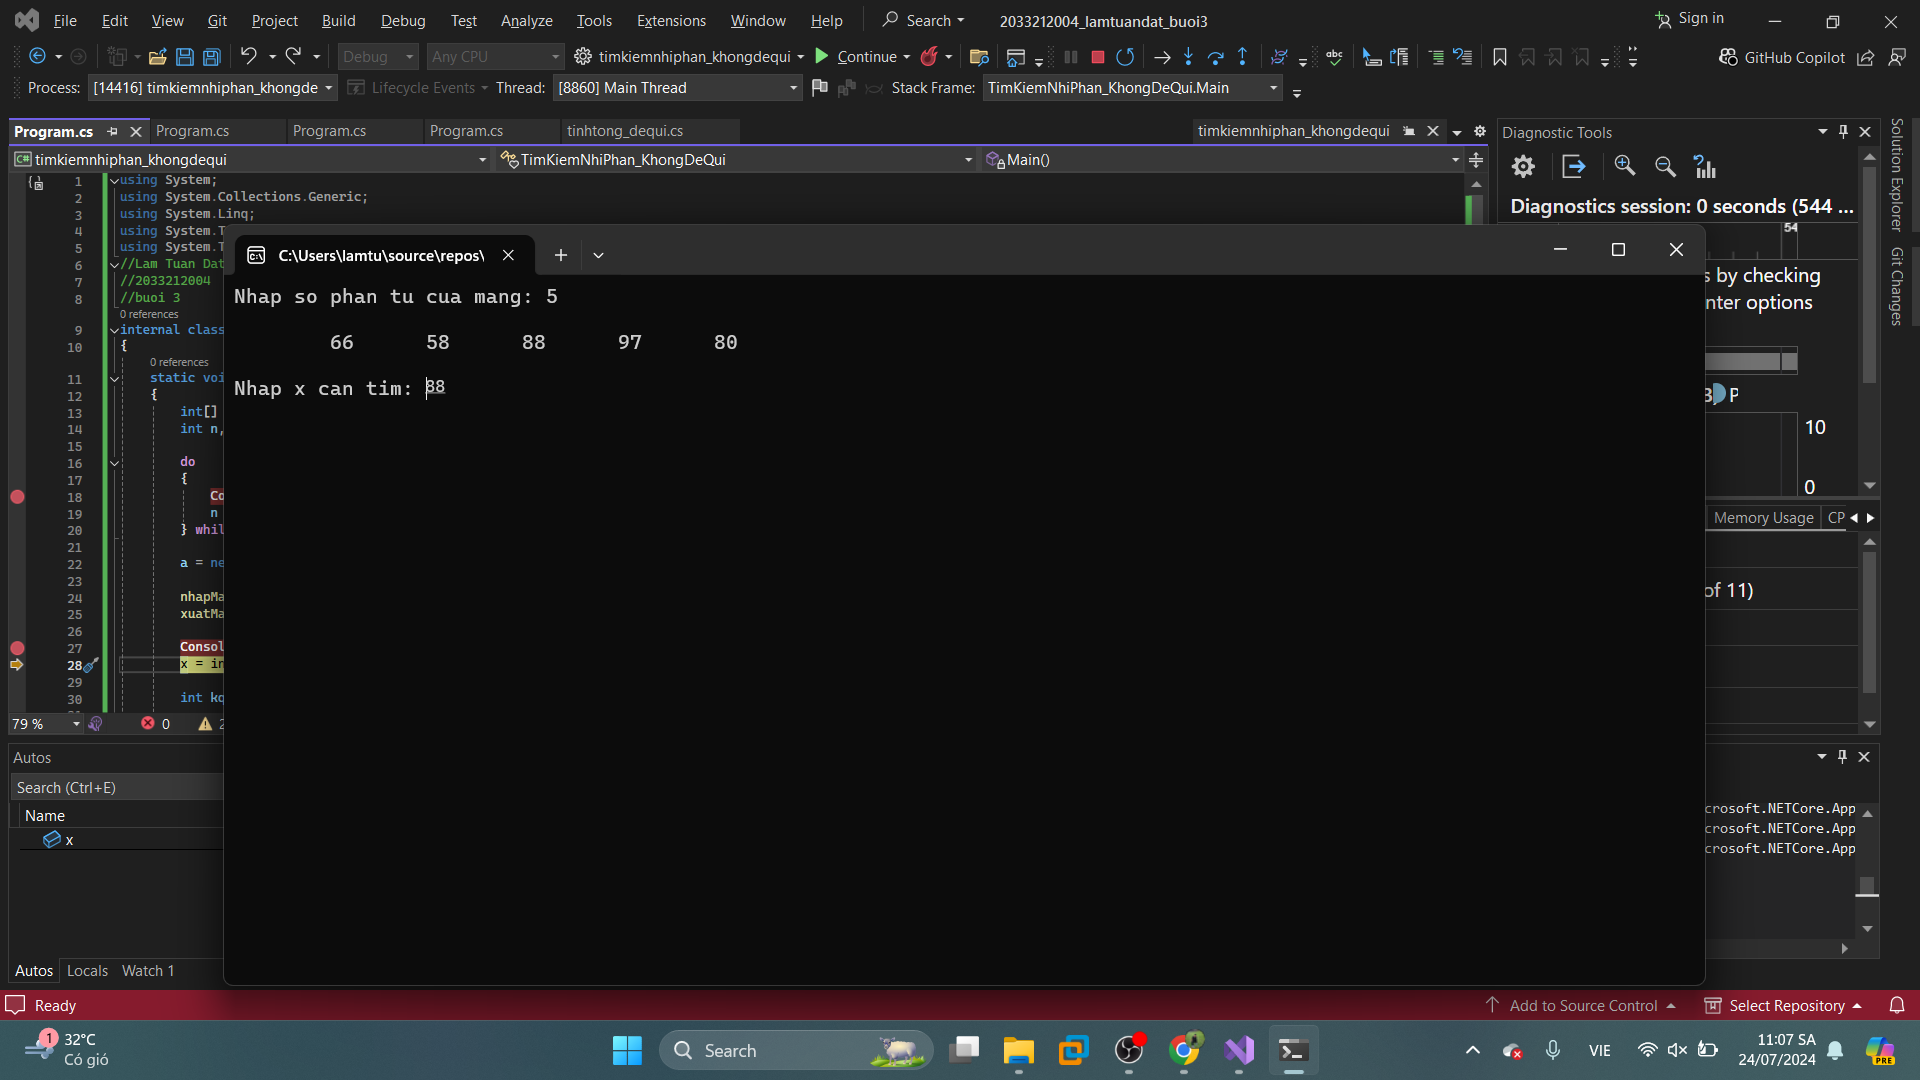 File Edit View Git Project Build Debug Test Analyze Tools Extensions Window Help Search 2033212004_lamtuandat_buoi3 Sign in
Debug Any CPU timkiemnhiphan_khongdequi Continue GitHub Copilot
Process: [14416] timkiemnhiphan_khongde Lifecycle Events Thread: [8860] Main Thread Stack Frame: TimKiemNhiPhan_KhongDeQui.Main
Program.cs Program.cs Program.cs Program.cs tinhtong_dequi.cs timkiemnhiphan_khongdequi
timkiemnhiphan_khongdequi TimKiemNhiPhan_KhongDeQui Main()
1 using System;
2 using System.Collections.Generic;
3 using System.Linq;
4 using System.T
5 using System.T
6 //Lam Tuan Dat
7 //2033212004
8 //buoi 3
0 references
9 internal class
10 {
0 references
11 static voi
12 {
13 int[]
14 int n,
15
16 do
17 {
18 Co
19 n
20 } whil
21
22 a = ne
23
24 nhapMa
25 xuatMa
26
27 Consol
28 x = in
29
30 int kq
79 % 0 2
C:\Users\lamtu\source\repos\
Nhap so phan tu cua mang: 5
66 58 88 97 80
Nhap x can tim: 88
Diagnostic Tools
Diagnostics session: 0 seconds (544 ...
54
s by checking
nter options
3, P
10
0
Memory Usage CP
of 11)
Solution Explorer
Git Changes
Autos
Search (Ctrl+E)
Name
x
Autos Locals Watch 1
crosoft.NETCore.App
crosoft.NETCore.App
crosoft.NETCore.App
Ready Add to Source Control Select Repository
1 32°C
Có gió
Search
VIE
11:07 SA
24/07/2024
PRE